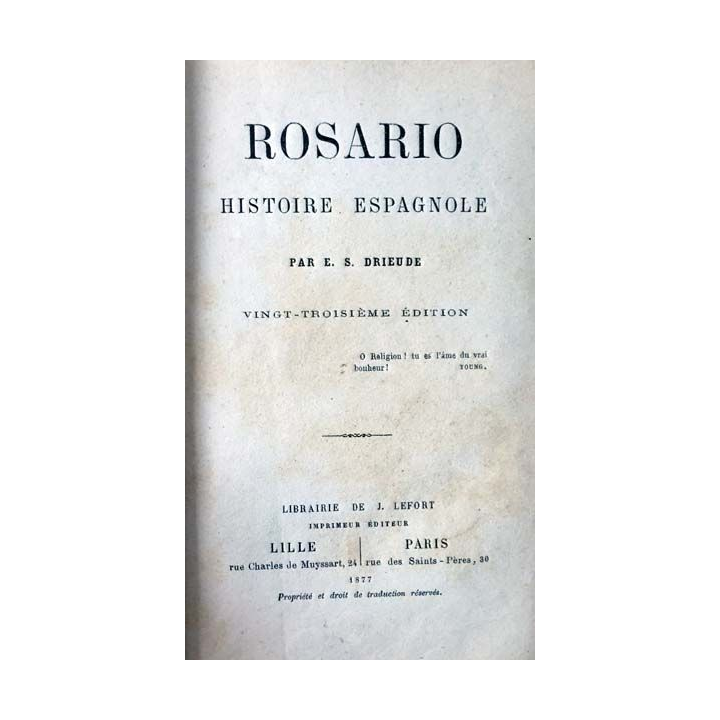 ROSARIO
HISTOIRE ESPAGNOLE
PAR E. S. DRIEUDE
VINGT-TROISIÈME ÉDITION
O Religion ! tu es l'âme du vrai
bonheur ! YOUNG.
LIBRAIRIE DE J. LEFORT
IMPRIMEUR ÉDITEUR
LILLE PARIS
rue Charles de Muyssart, 24 rue des Saints-Pères, 30
1877
Propriété et droit de traduction réservés.